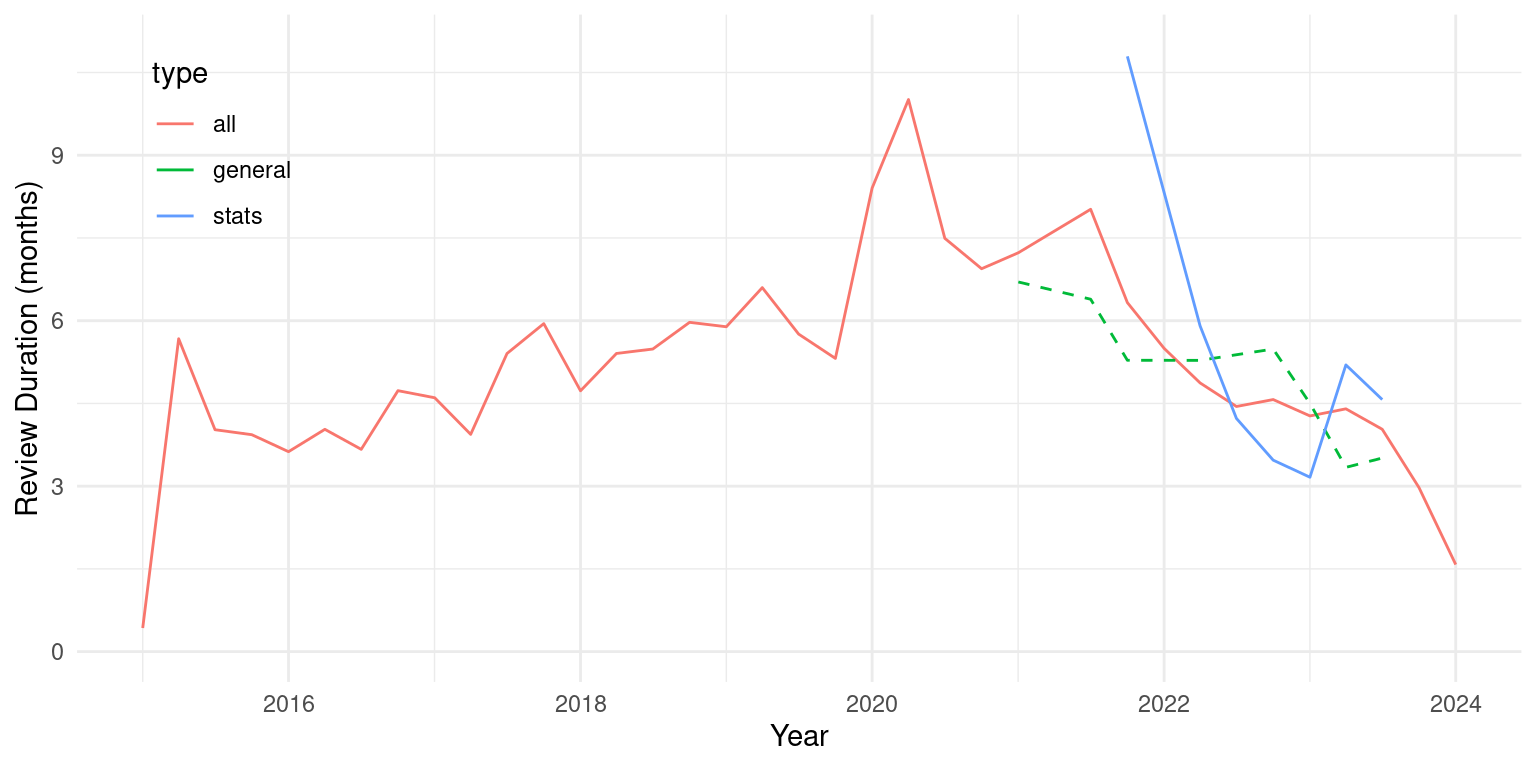 type
all
general
stats
9
6
3
0
Review Duration (months)
2016 2018 2020 2022 2024
Year